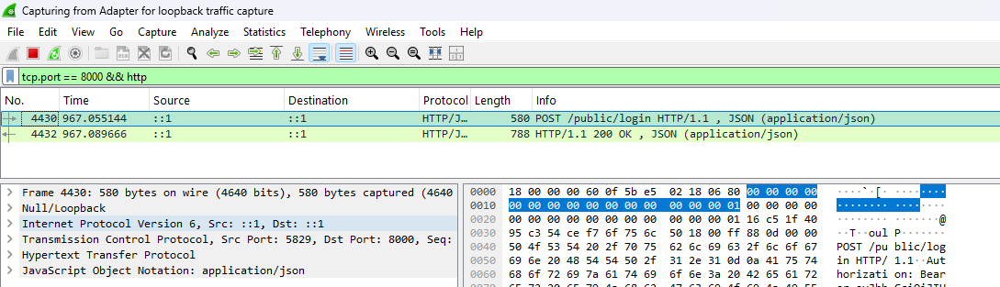 Capturing from Adapter for loopback traffic capture
File Edit View Go Capture Analyze Statistics Telephony Wireless Tools Help
tcp.port == 8000 && http
No. Time Source Destination Protocol Length Info
4430 967.055144 ::1 ::1 HTTP/J… 580 POST /public/login HTTP/1.1 , JSON (application/json)
4432 967.089666 ::1 ::1 HTTP/J… 788 HTTP/1.1 200 OK , JSON (application/json)
Frame 4430: 580 bytes on wire (4640 bits), 580 bytes captured (4640
Null/Loopback
Internet Protocol Version 6, Src: ::1, Dst: ::1
Transmission Control Protocol, Src Port: 5829, Dst Port: 8000, Seq:
Hypertext Transfer Protocol
JavaScript Object Notation: application/json
0000 18 00 00 00 60 0f 5b e5 02 18 06 80 00 00 00 00 ····`·[· ········
0010 00 00 00 00 00 00 00 00 00 00 00 01 00 00 00 00 ········ ········
0020 00 00 00 00 00 00 00 00 00 00 00 01 16 c5 1f 40 ········ ·······@
0030 95 c3 54 ce f7 6f 75 6c 50 18 00 ff 88 0d 00 00 ··T··oul P·······
0040 50 4f 53 54 20 2f 70 75 62 6c 69 63 2f 6c 6f 67 POST /pu blic/log
0050 69 6e 20 48 54 54 50 2f 31 2e 31 0d 0a 41 75 74 in HTTP/ 1.1··Aut
0060 68 6f 72 69 7a 61 74 69 6f 6e 3a 20 42 65 61 72 horizati on: Bear
0070